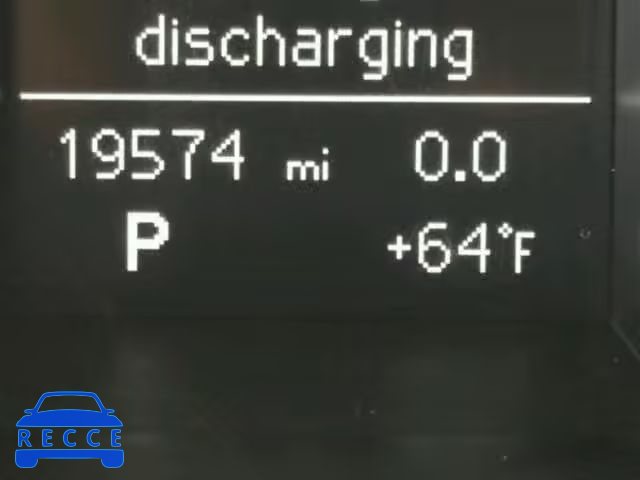 discharging
19574 mi 0.0
P +64°F
RECCE